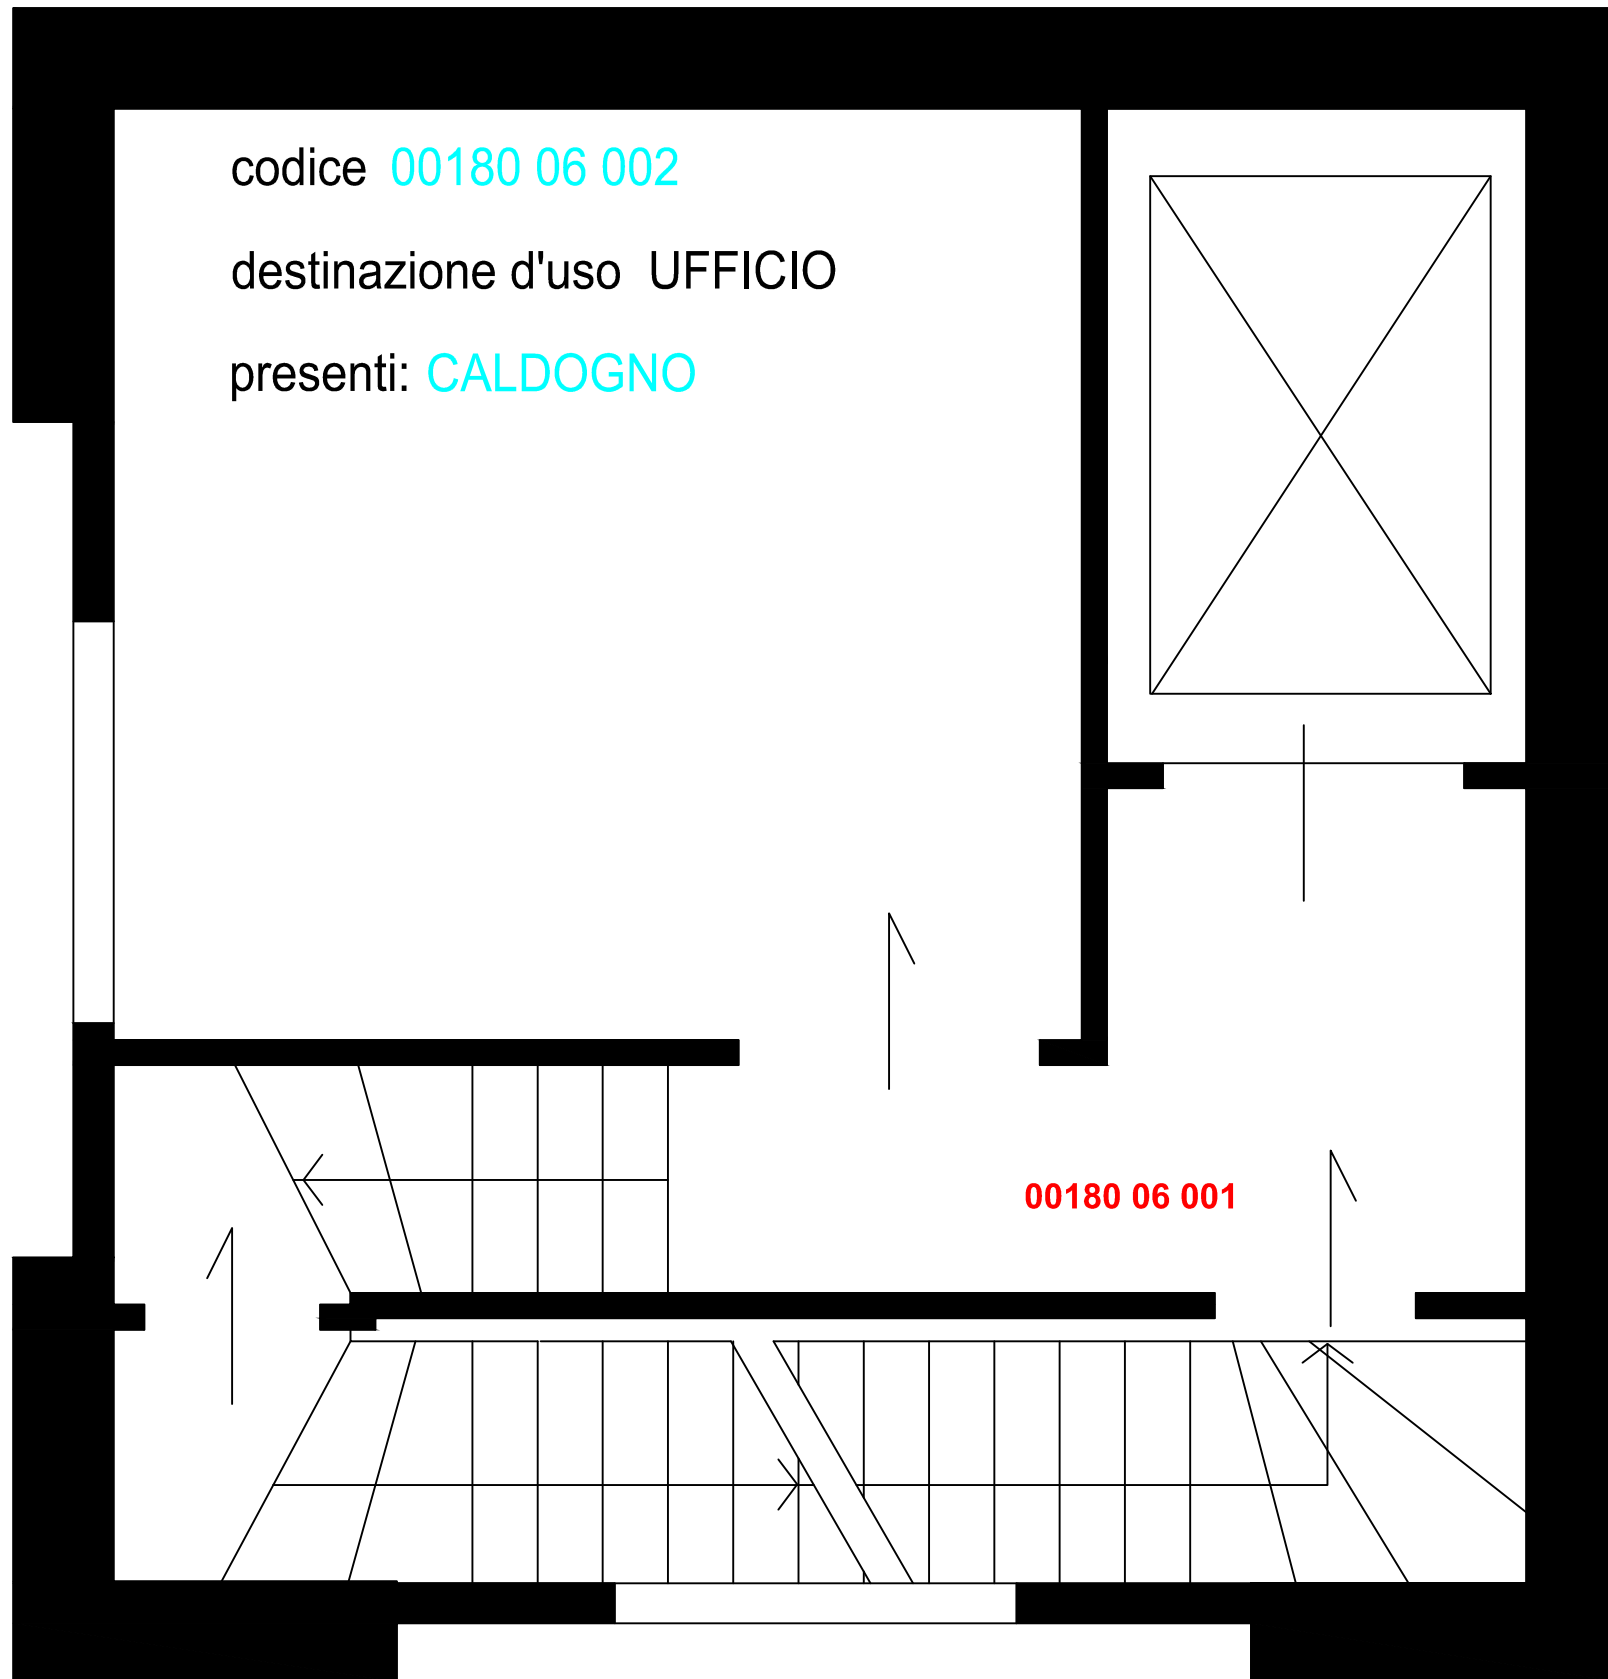 codice 00180 06 002
destinazione d'uso UFFICIO
presenti: CALDOGNO
00180 06 001